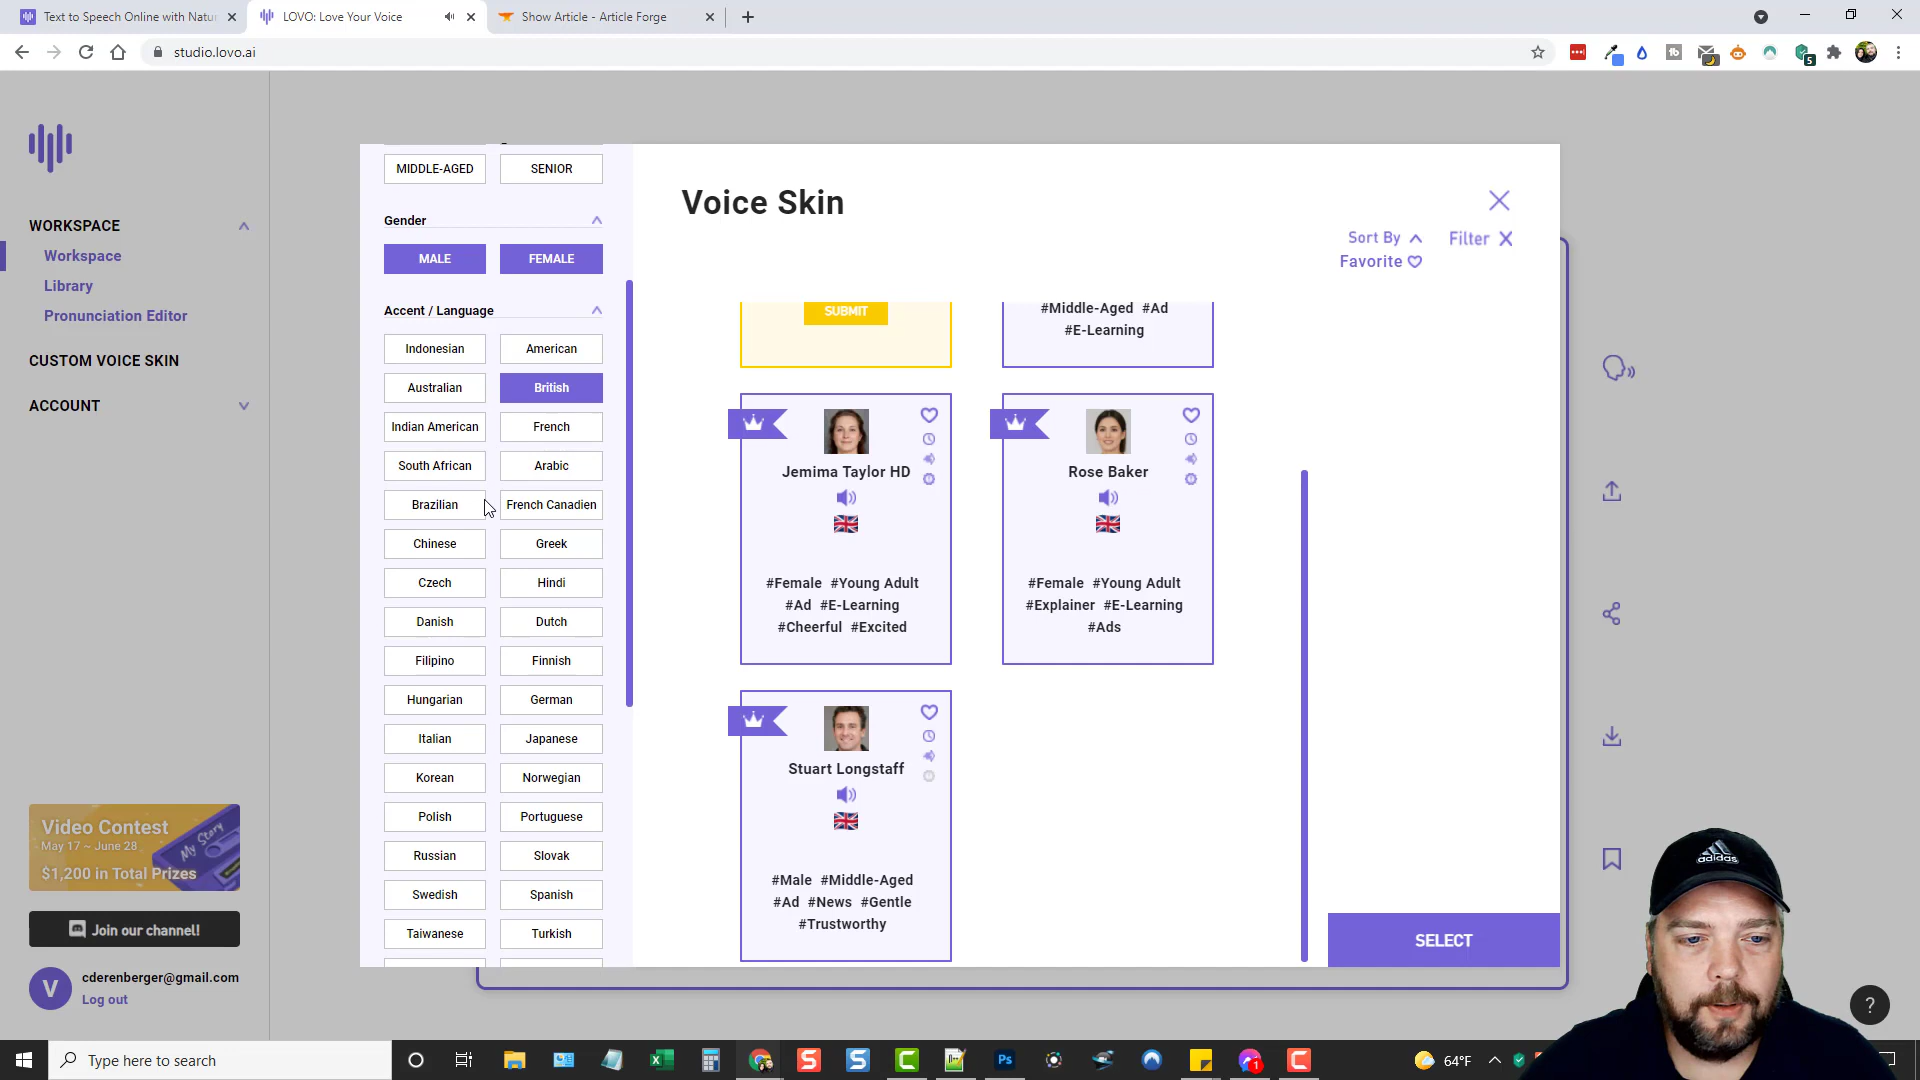 Text to Speech Online with Natu
LOVO: Love Your Voice
Show Article - Article Forge
studio.lovo.ai
5
WORKSPACE
Workspace
Library
Pronunciation Editor
CUSTOM VOICE SKIN
ACCOUNT
Video Contest
May 17 ~ June 28
$1,200 in Total Prizes
My Story
Join our channel!
V
cderenberger@gmail.com
Log out
MIDDLE-AGED SENIOR
Gender
MALE FEMALE
Accent / Language
Indonesian American
Australian British
Indian American French
South African Arabic
Brazilian French Canadien
Chinese Greek
Czech Hindi
Danish Dutch
Filipino Finnish
Hungarian German
Italian Japanese
Korean Norwegian
Polish Portuguese
Russian Slovak
Swedish Spanish
Taiwanese Turkish
Voice Skin
Sort By
Filter X
Favorite
SUBMIT
#Middle-Aged #Ad
#E-Learning
Jemima Taylor HD
#Female #Young Adult
#Ad #E-Learning
#Cheerful #Excited
Rose Baker
#Female #Young Adult
#Explainer #E-Learning
#Ads
Stuart Longstaff
#Male #Middle-Aged
#Ad #News #Gentle
#Trustworthy
SELECT
adidas
?
Type here to search
64°F